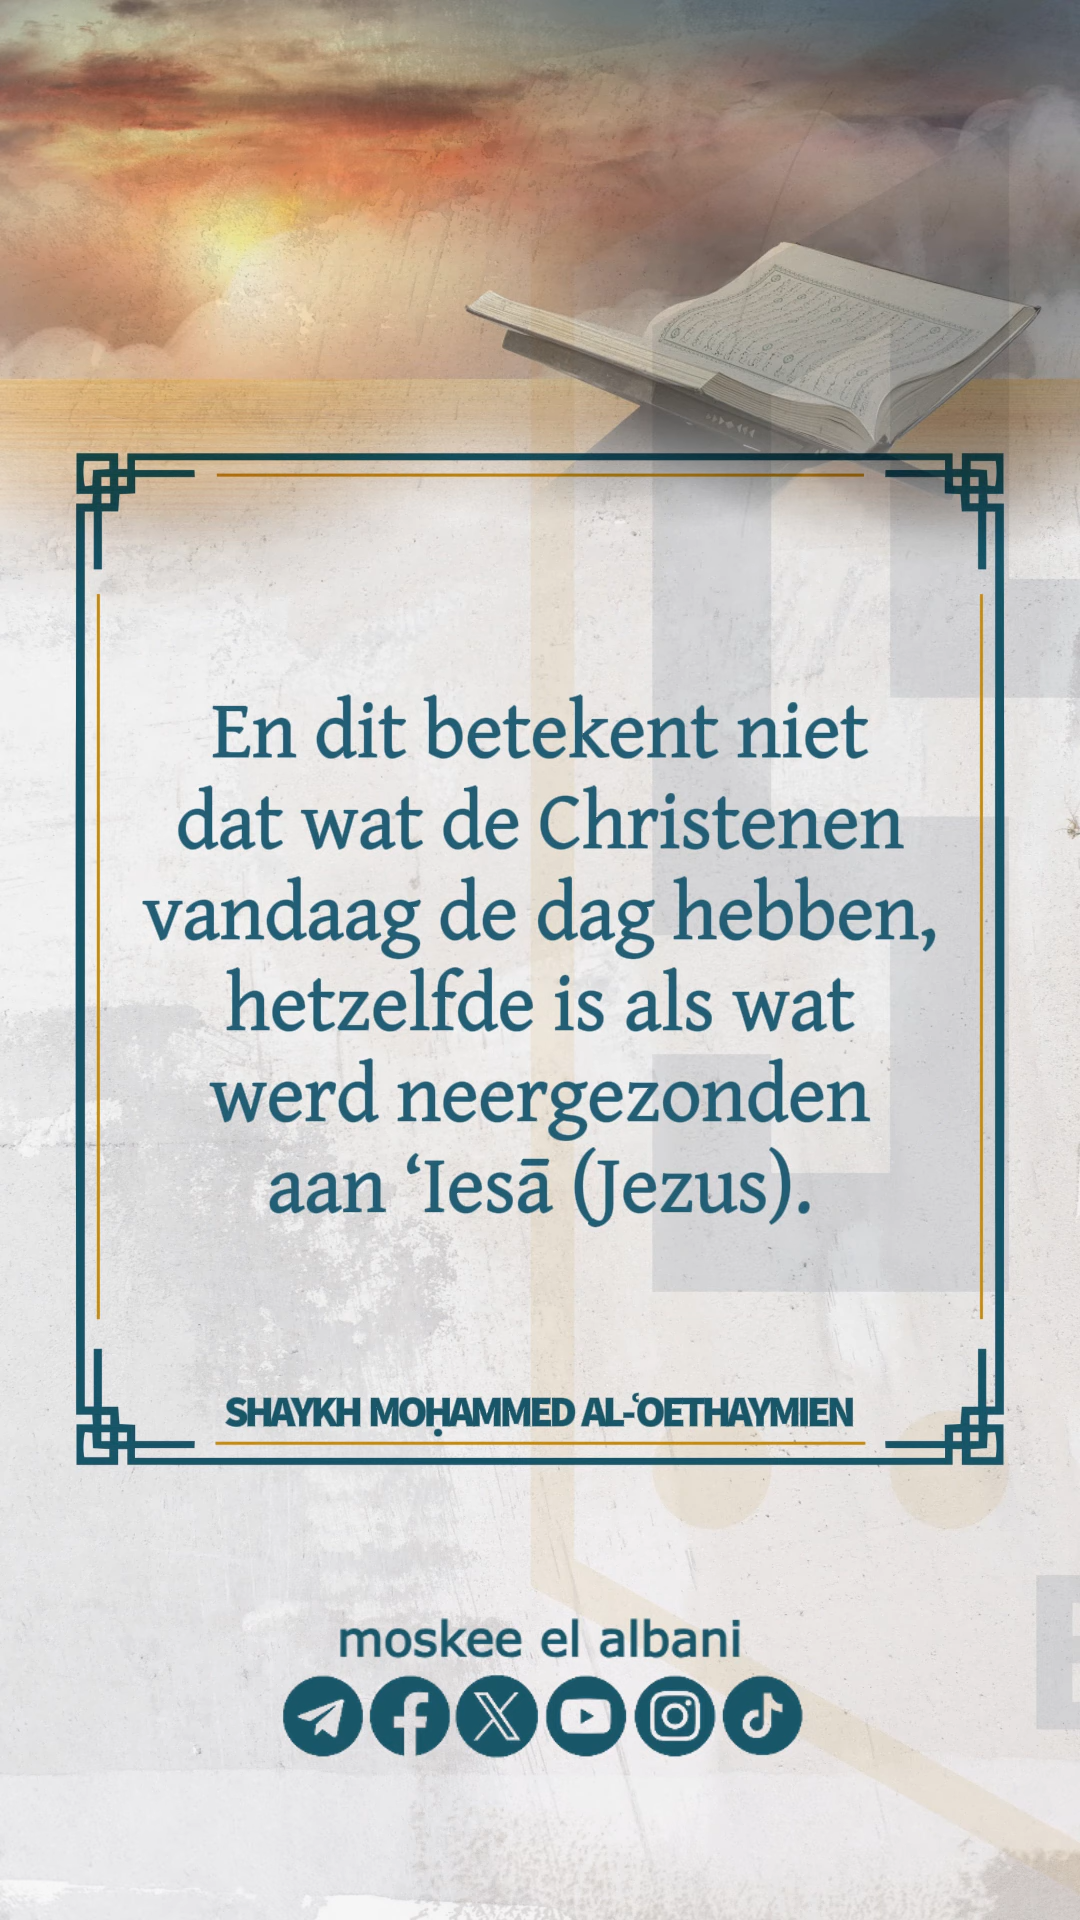 En dit betekent niet
dat wat de Christenen
vandaag de dag hebben,
hetzelfde is als wat
werd neergezonden
aan ‘Iesā (Jezus).
SHAYKH MOḤAMMED AL-ʿOETHAYMIEN
moskee el albani